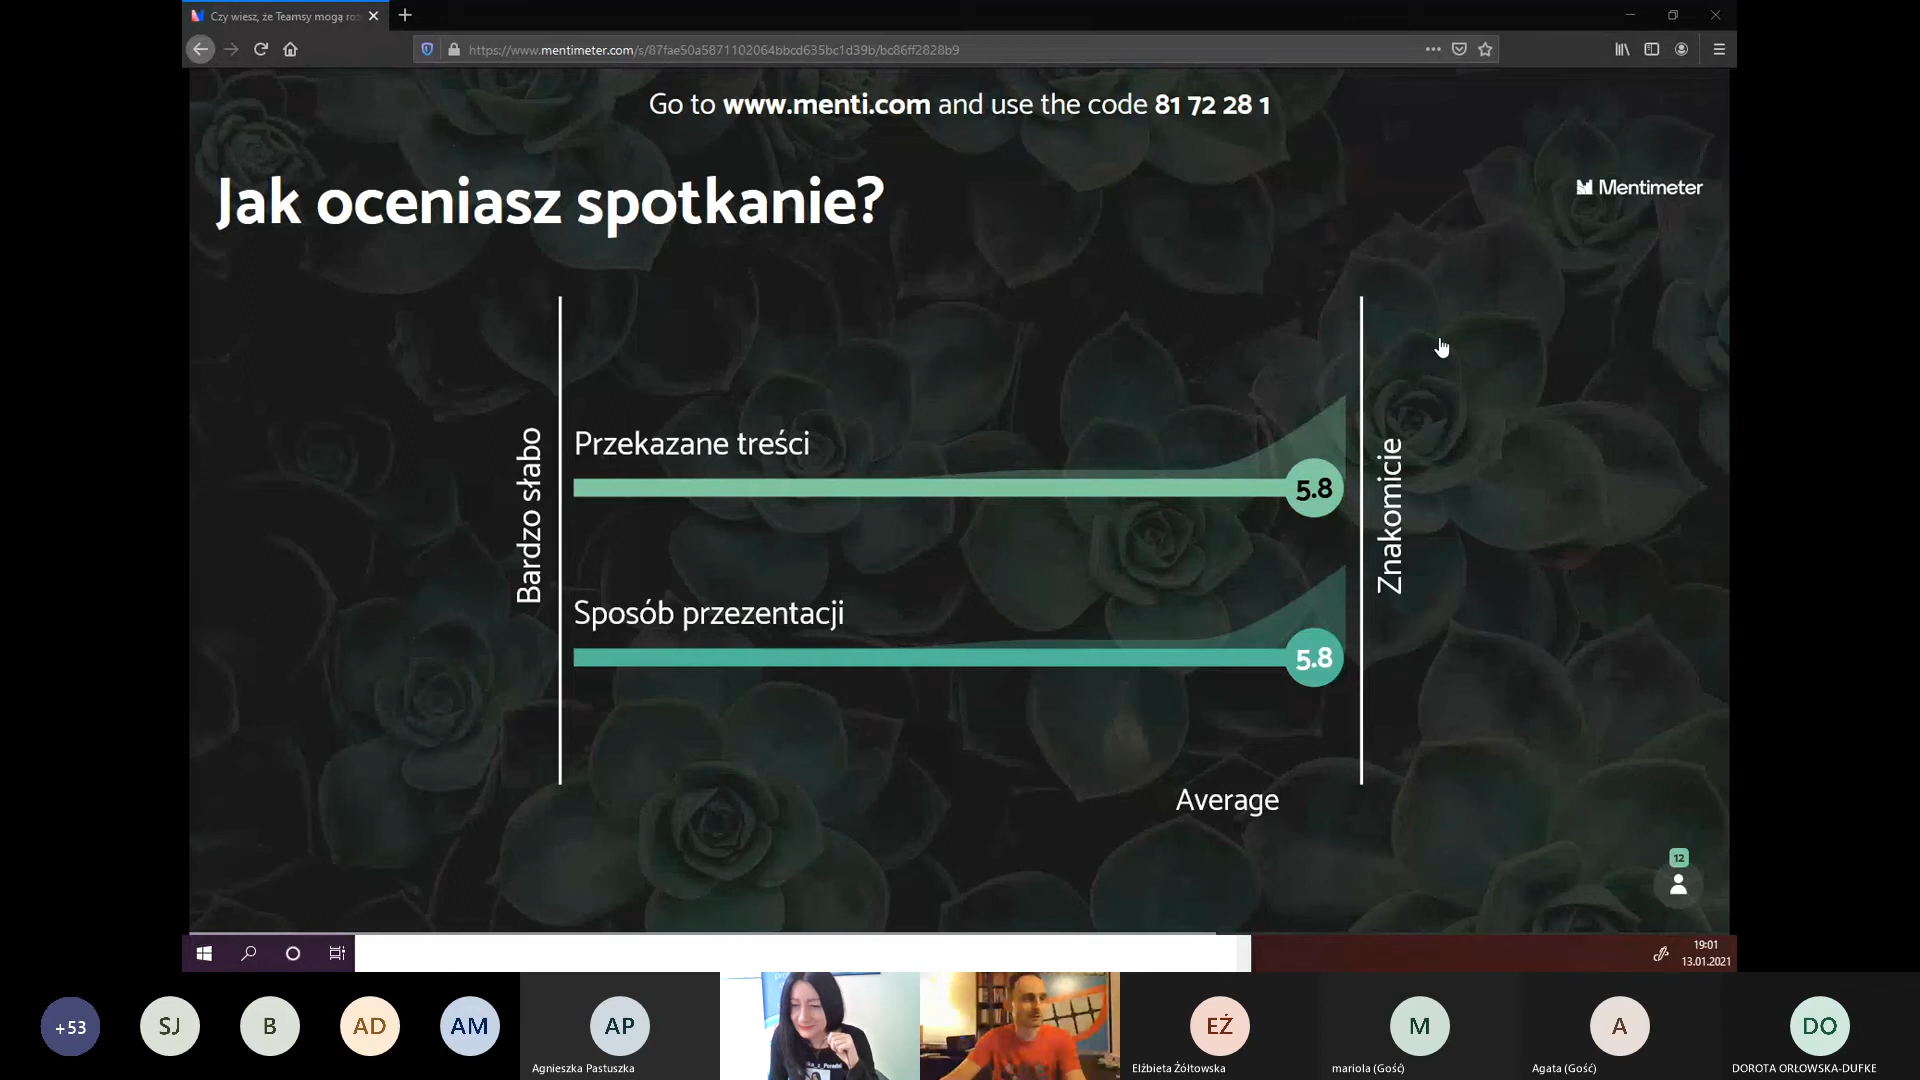 Czy wiesz, że Teamsy mogą roz
https://www.mentimeter.com/s/87fae50a5871102064bbcd635bc1d39b/bc86ff2828b9
Go to www.menti.com and use the code 81 72 28 1
Jak oceniasz spotkanie?
Mentimeter
Bardzo słabo
Przekazane treści
5.8
Sposób przezentacji
5.8
Znakomicie
Average
12
19:01
13.01.2021
+53
SJ
B
AD
AM
AP
Agnieszka Pastuszka
EŻ
Elżbieta Żółtowska
M
mariola (Gość)
A
Agata (Gość)
DO
DOROTA ORŁOWSKA-DUFKE